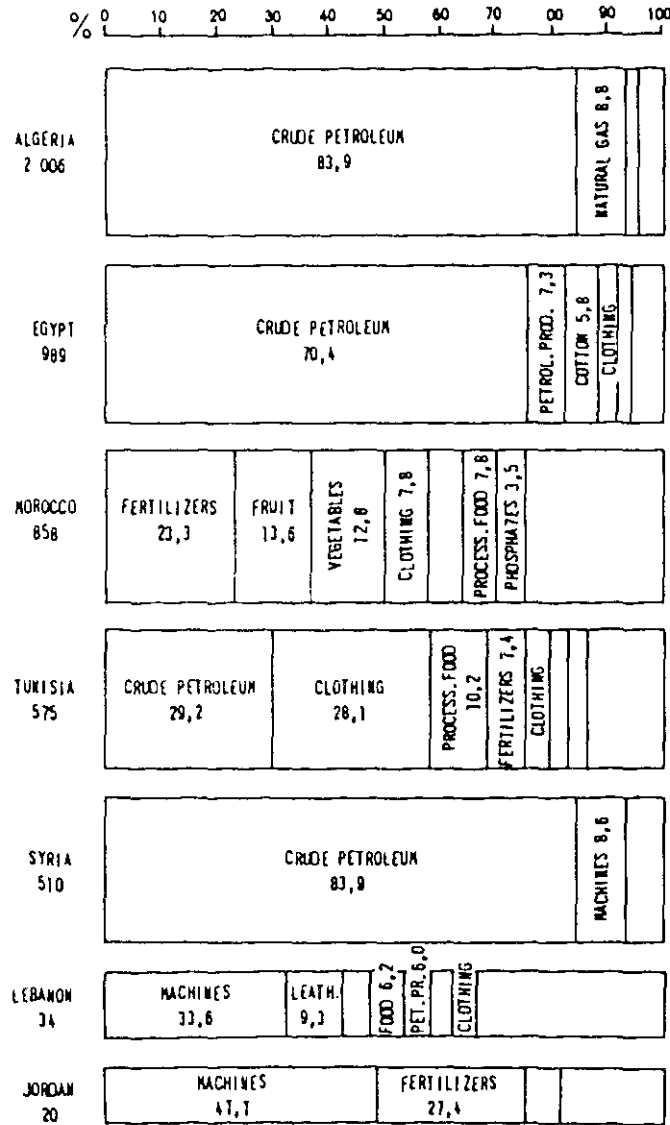 % 0 10 20 30 40 50 60 70 80 90 100
ALGERIA
2 006
CRUDE PETROLEUM
83,9
NATURAL GAS 8,8
EGYPT
989
CRUDE PETROLEUM
70,4
PETROL.PROD. 7,3
COTTON 5,8
CLOTHING
MOROCCO
858
FERTILIZERS
23,3
FRUIT
13,6
VEGETABLES
12,8
CLOTHING 7,8
PROCESS.FOOD 7,8
PHOSPHATES 3,5
TUNISIA
575
CRUDE PETROLEUM
29,2
CLOTHING
28,1
PROCESS.FOOD
10,2
FERTILIZERS 7,4
CLOTHING
SYRIA
510
CRUDE PETROLEUM
83,9
MACHINES 8,6
LEBANON
34
MACHINES
33,6
LEATH.
9,3
FOOD 6,2
PET.PR.6,0
CLOTHING
JORDAN
20
MACHINES
47,7
FERTILIZERS
27,4